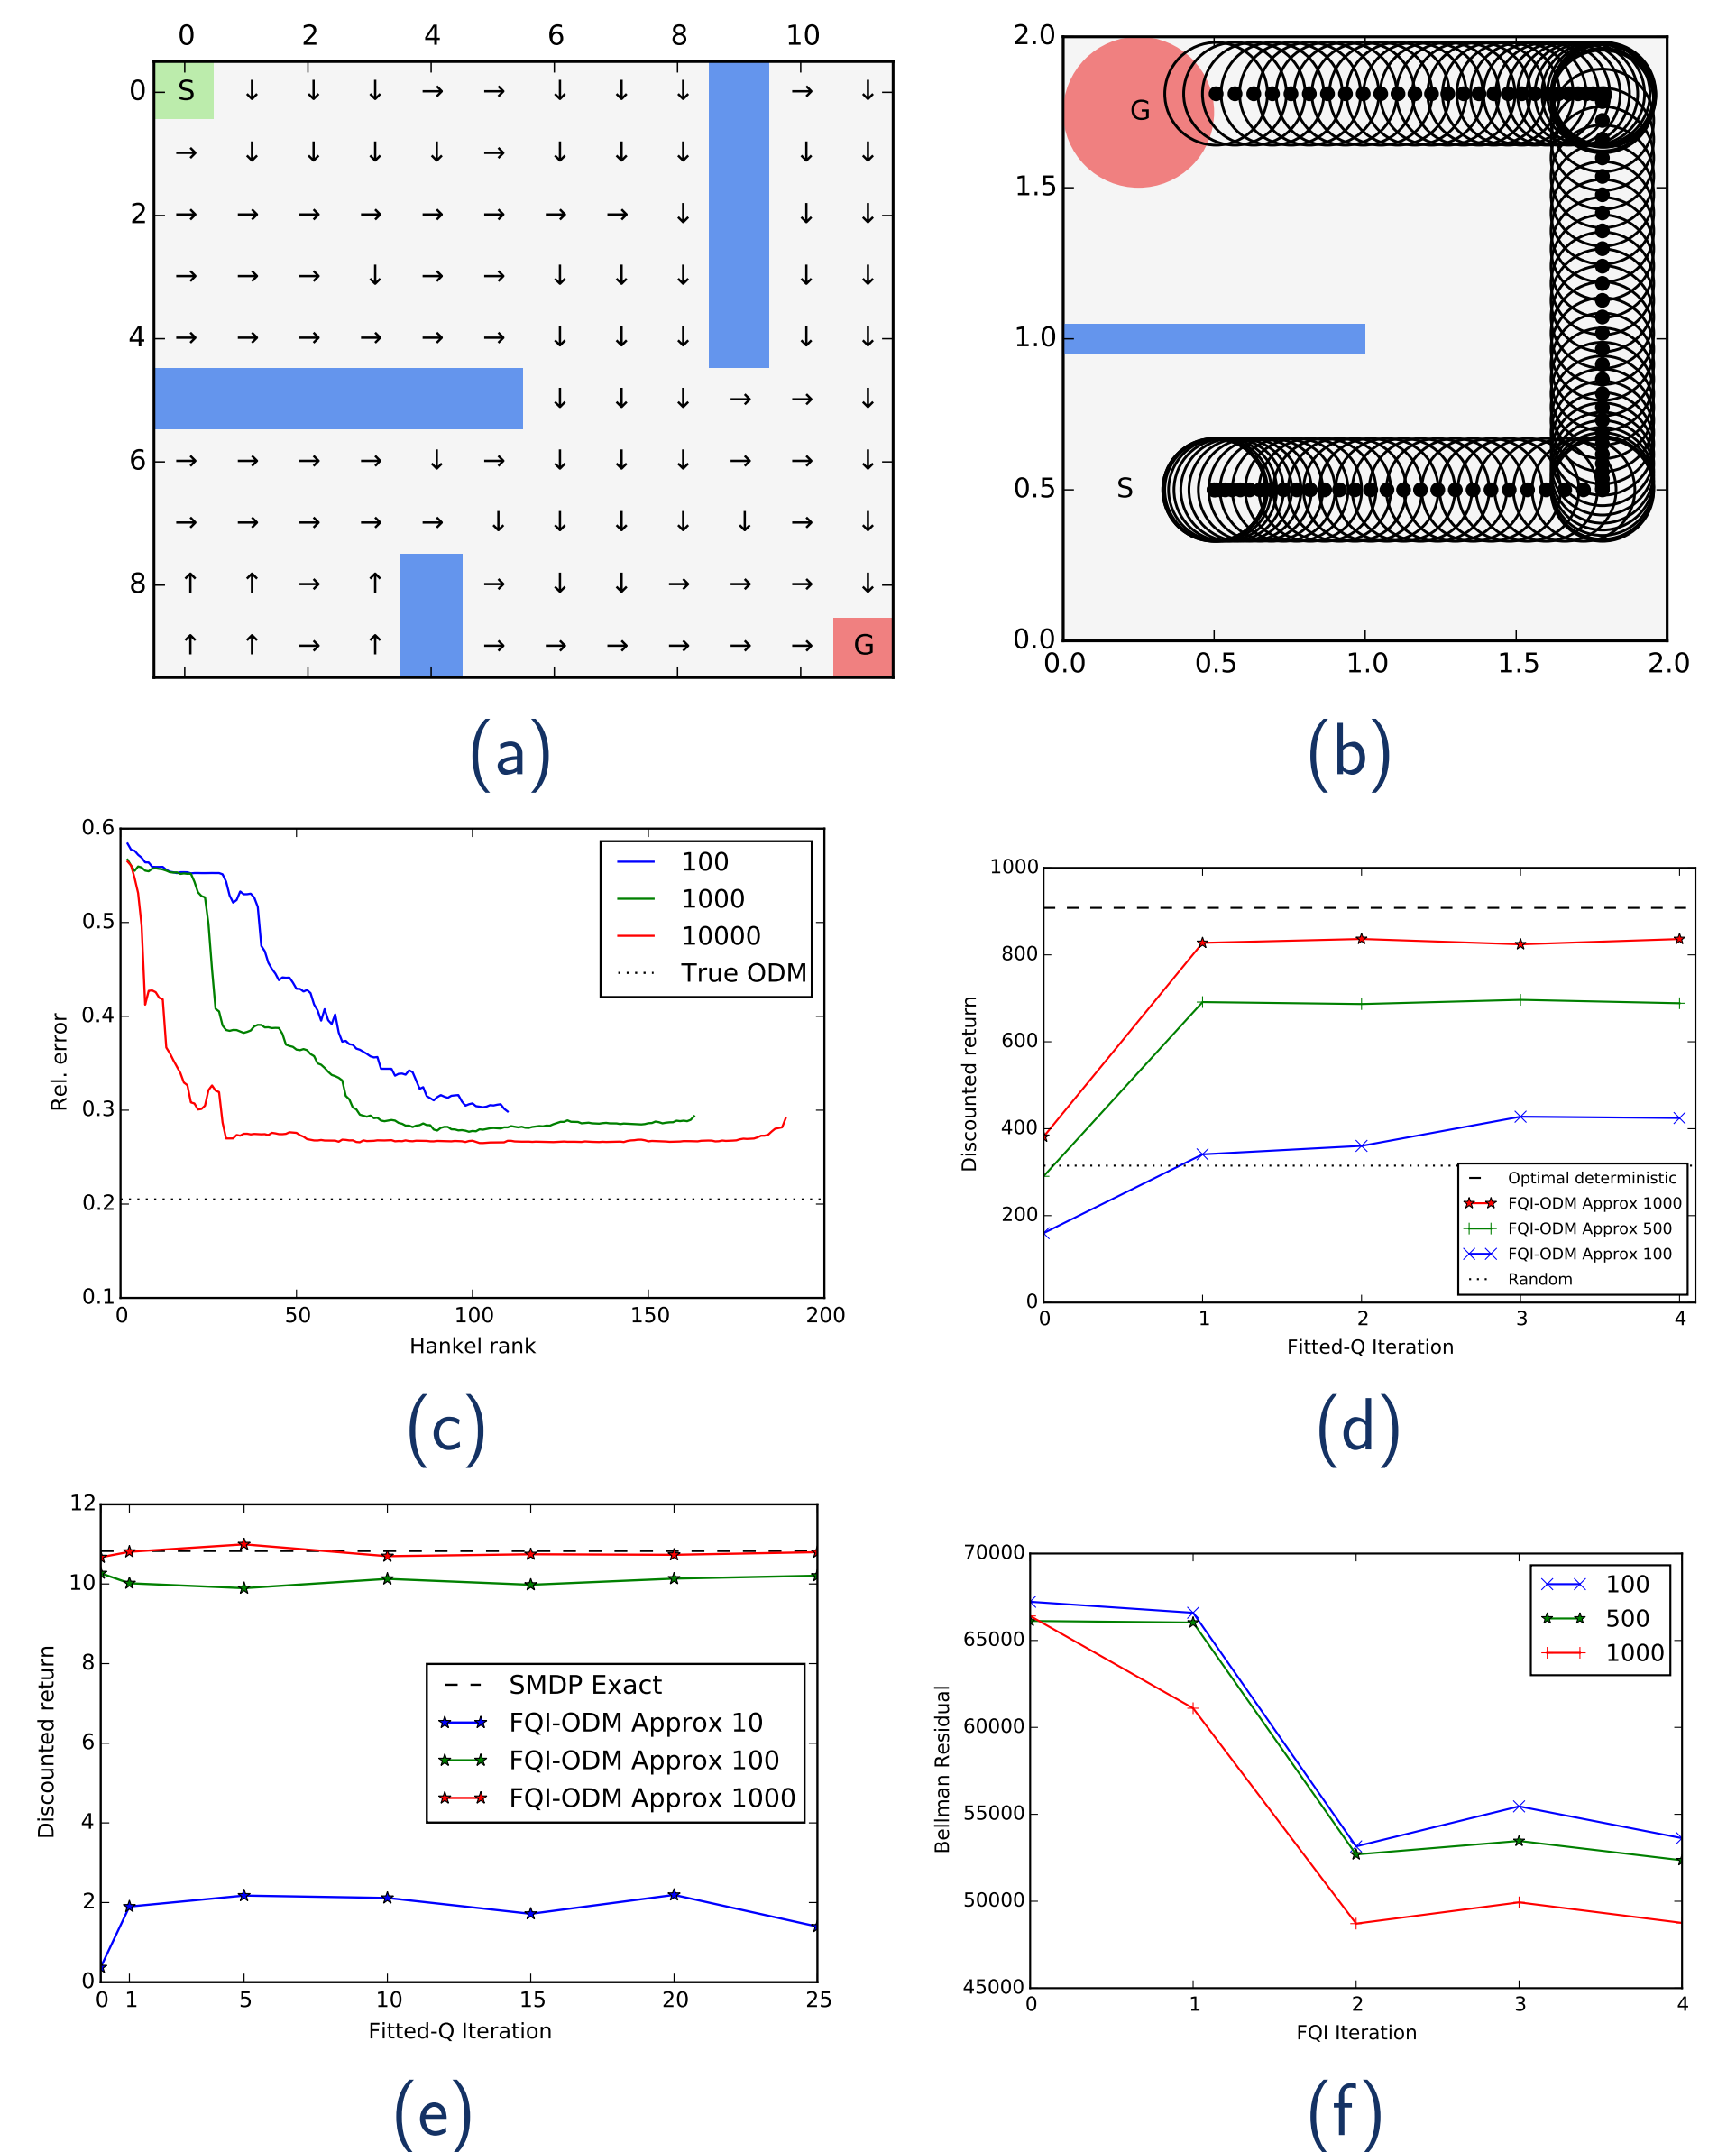 0 2 4 6 8 10
0 S ↓ ↓ ↓ → → ↓ ↓ ↓ → ↓
→ ↓ ↓ ↓ ↓ → ↓ ↓ ↓ ↓ ↓
2 → → → → → → → → ↓ ↓ ↓
→ → → ↓ → → ↓ ↓ ↓ ↓ ↓
4 → → → → → → ↓ ↓ ↓ ↓ ↓
↓ ↓ ↓ → → ↓
6 → → → → ↓ → ↓ ↓ ↓ → → ↓
→ → → → → ↓ ↓ ↓ ↓ ↓ → ↓
8 ↑ ↑ → ↑ → ↓ ↓ → → → ↓
↑ ↑ → ↑ → → → → → → G
(a)
2.0
G
1.5
1.0
S
0.5
0.0
0.0 0.5 1.0 1.5 2.0
(b)
0.6
0.5
0.4
0.3
0.2
0.1
Rel. error
100
1000
10000
True ODM
0 50 100 150 200
Hankel rank
(c)
1000
800
600
400
200
0
Discounted return
Optimal deterministic
FQI-ODM Approx 1000
FQI-ODM Approx 500
FQI-ODM Approx 100
Random
0 1 2 3 4
Fitted-Q Iteration
(d)
12
10
8
6
4
2
0
Discounted return
SMDP Exact
FQI-ODM Approx 10
FQI-ODM Approx 100
FQI-ODM Approx 1000
0 1 5 10 15 20 25
Fitted-Q Iteration
(e)
70000
65000
60000
55000
50000
45000
Bellman Residual
100
500
1000
0 1 2 3 4
FQI Iteration
(f)